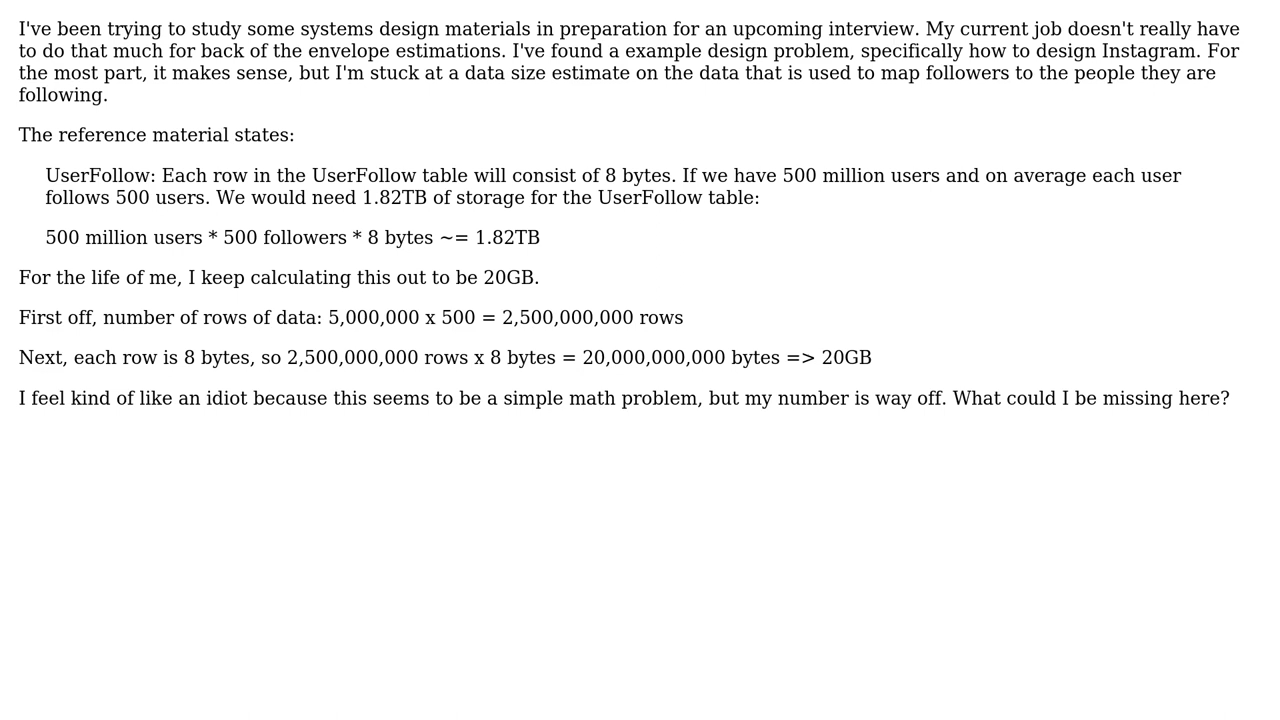 I've been trying to study some systems design materials in preparation for an upcoming interview. My current job doesn't really have
to do that much for back of the envelope estimations. I've found a example design problem, specifically how to design Instagram. For
the most part, it makes sense, but I'm stuck at a data size estimate on the data that is used to map followers to the people they are
following.
The reference material states:
UserFollow: Each row in the UserFollow table will consist of 8 bytes. If we have 500 million users and on average each user
follows 500 users. We would need 1.82TB of storage for the UserFollow table:
500 million users * 500 followers * 8 bytes ~= 1.82TB
For the life of me, I keep calculating this out to be 20GB.
First off, number of rows of data: 5,000,000 x 500 = 2,500,000,000 rows
Next, each row is 8 bytes, so 2,500,000,000 rows x 8 bytes = 20,000,000,000 bytes => 20GB
I feel kind of like an idiot because this seems to be a simple math problem, but my number is way off. What could I be missing here?